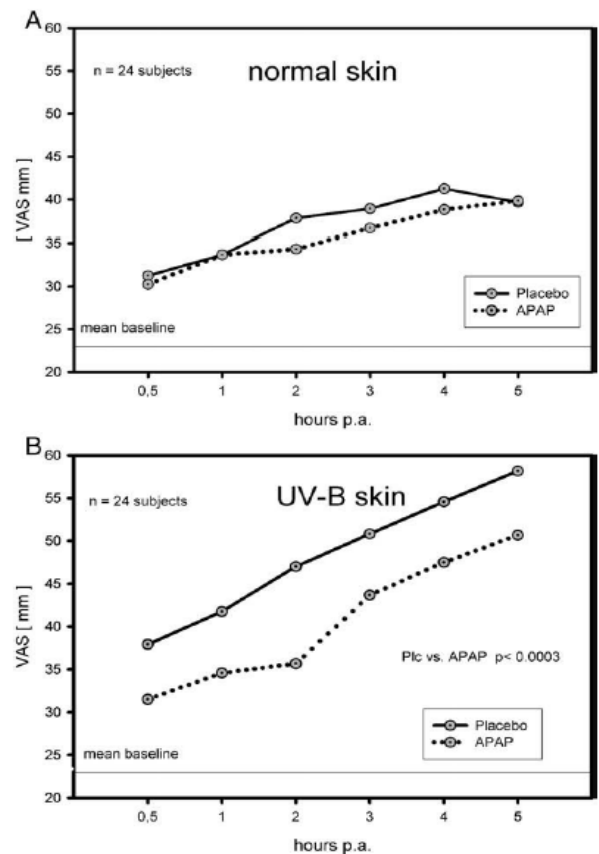 A
60
n = 24 subjects
normal skin
55
50
45
[ VAS mm ]
40
35
30
Placebo
APAP
25
mean baseline
20
0,5 1 2 3 4 5
hours p.a.
B
60
n = 24 subjects
UV-B skin
55
50
45
VAS [ mm ]
40
Plc vs. APAP p< 0.0003
35
30
Placebo
APAP
25
mean baseline
20
0,5 1 2 3 4 5
hours p.a.